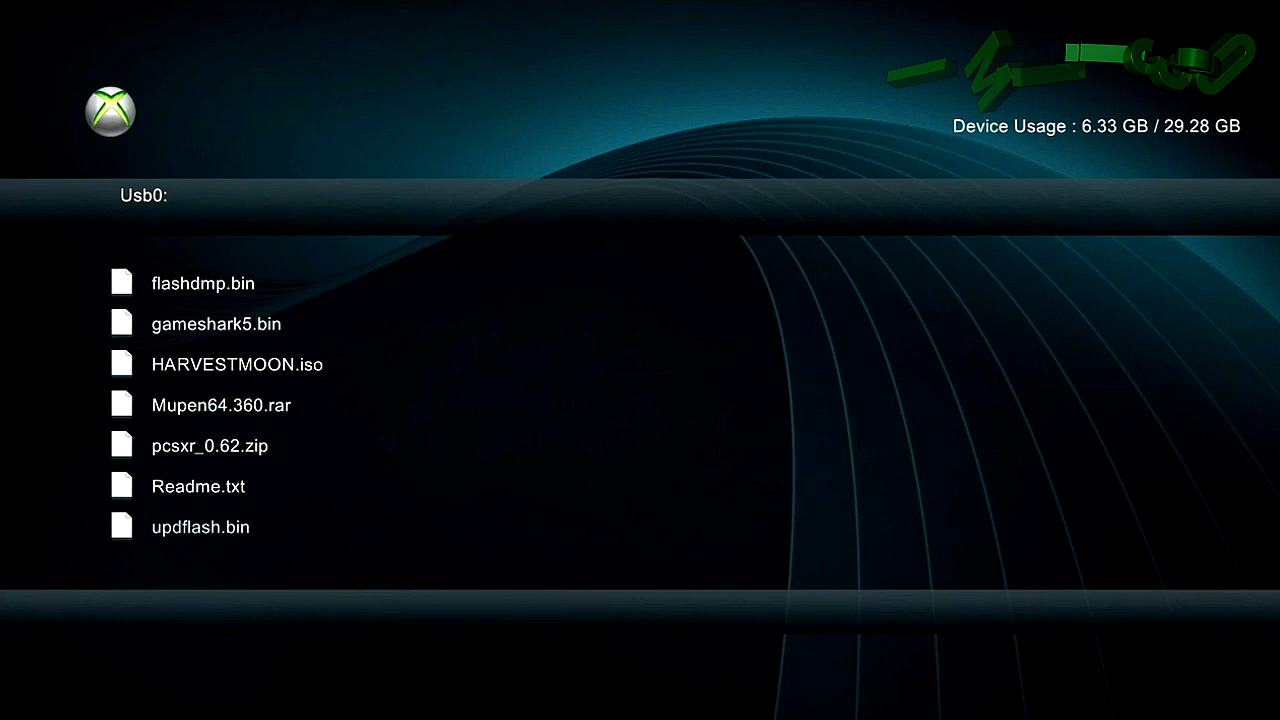 Device Usage : 6.33 GB / 29.28 GB
Usb0:
flashdmp.bin
gameshark5.bin
HARVESTMOON.iso
Mupen64.360.rar
pcsxr_0.62.zip
Readme.txt
updflash.bin